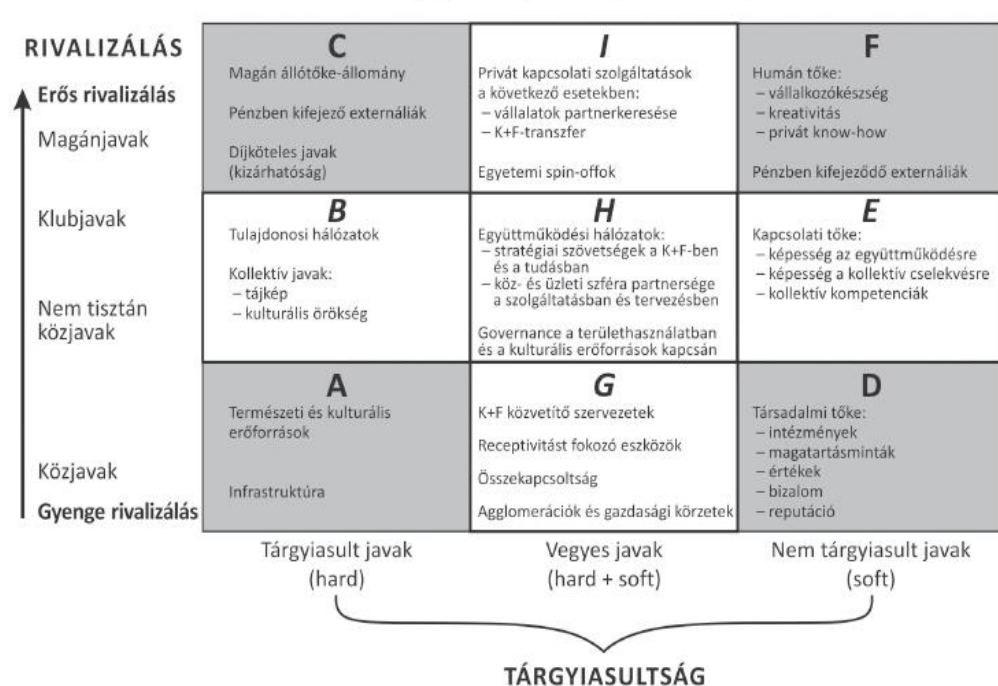 RIVALIZÁLÁS
Erős rivalizálás
Magánjavak
Klubjavak
Nem tisztán
közjavak
Közjavak
Gyenge rivalizálás
C
Magán állótőke-állomány
Pénzben kifejező externáliák
Díjköteles javak
(kizárhatóság)
I
Privát kapcsolati szolgáltatások
a következő esetekben:
– vállalatok partnerkeresése
– K+F-transzfer
Egyetemi spin-offok
F
Humán tőke:
– vállalkozókészség
– kreativitás
– privát know-how
Pénzben kifejeződő externáliák
B
Tulajdonosi hálózatok
Kollektív javak:
– tájkép
– kulturális örökség
H
Együttműködési hálózatok:
– stratégiai szövetségek a K+F-ben
és a tudásban
– köz- és üzleti szféra partnersége
a szolgáltatásban és tervezésben
Governance a területhasználatban
és a kulturális erőforrások kapcsán
E
Kapcsolati tőke:
– képesség az együttműködésre
– képesség a kollektív cselekvésre
– kollektív kompetenciák
A
Természeti és kulturális
erőforrások
Infrastruktúra
G
K+F közvetítő szervezetek
Receptivitást fokozó eszközök
Összekapcsoltság
Agglomerációk és gazdasági körzetek
D
Társadalmi tőke:
– intézmények
– magatartásminták
– értékek
– bizalom
– reputáció
Tárgyiasult javak
(hard)
Vegyes javak
(hard + soft)
Nem tárgyiasult javak
(soft)
TÁRGYIASULTSÁG